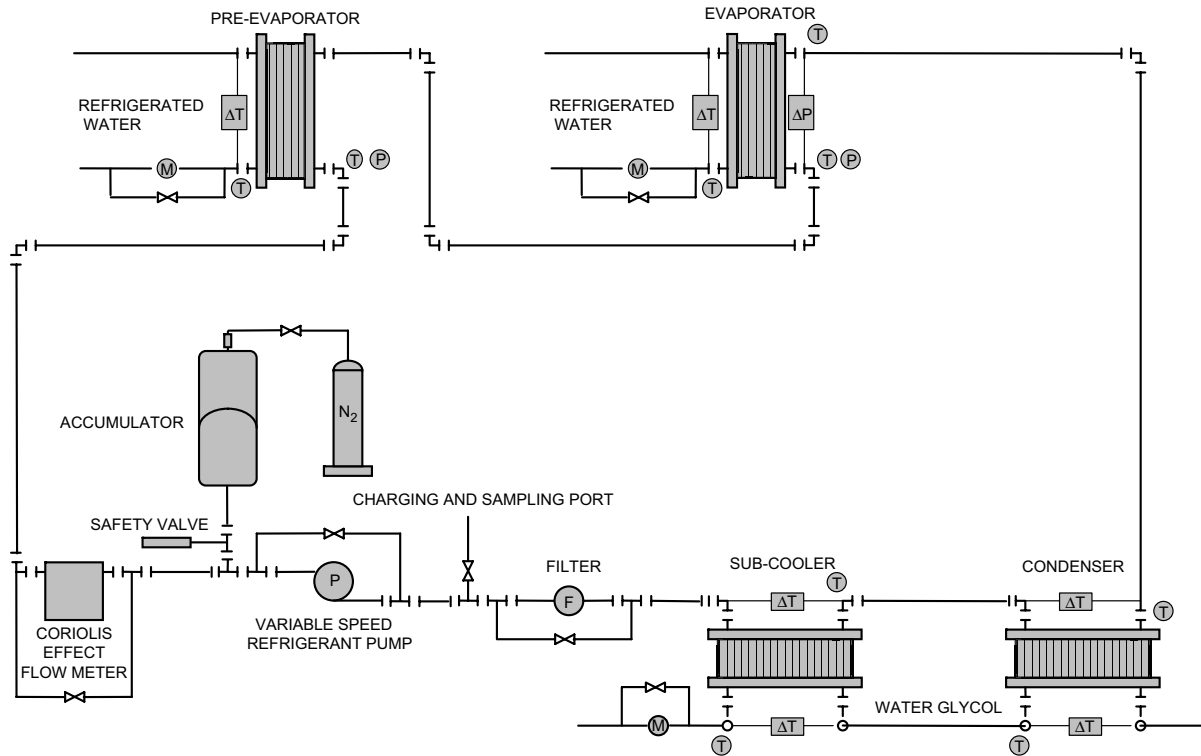 PRE-EVAPORATOR
EVAPORATOR
T
REFRIGERATED
WATER
ΔT
M
T
T P
REFRIGERATED
WATER
ΔT
ΔP
M
T
T P
ACCUMULATOR
N2
SAFETY VALVE
CHARGING AND SAMPLING PORT
P
VARIABLE SPEED
REFRIGERANT PUMP
FILTER
F
SUB-COOLER
T
ΔT
CONDENSER
ΔT
T
CORIOLIS
EFFECT
FLOW METER
WATER GLYCOL
M
T
ΔT
T
ΔT